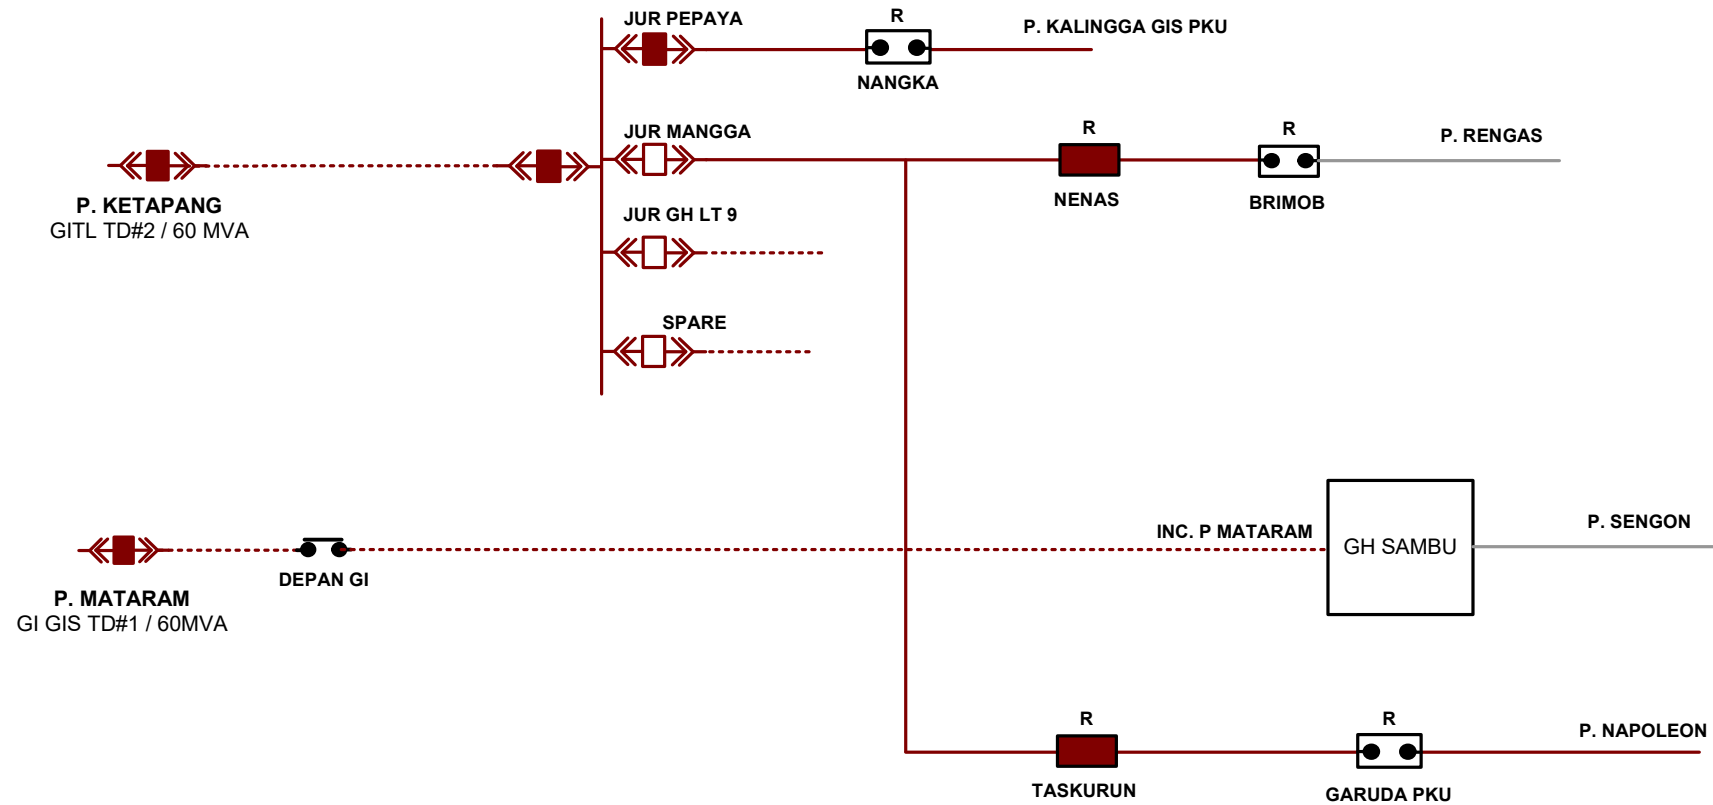 JUR PEPAYA
R
P. KALINGGA GIS PKU
NANGKA
JUR MANGGA
R
R
P. RENGAS
NENAS
BRIMOB
P. KETAPANG
GITL TD#2 / 60 MVA
JUR GH LT 9
SPARE
INC. P MATARAM
GH SAMBU
P. SENGON
DEPAN GI
P. MATARAM
GI GIS TD#1 / 60MVA
R
R
P. NAPOLEON
TASKURUN
GARUDA PKU